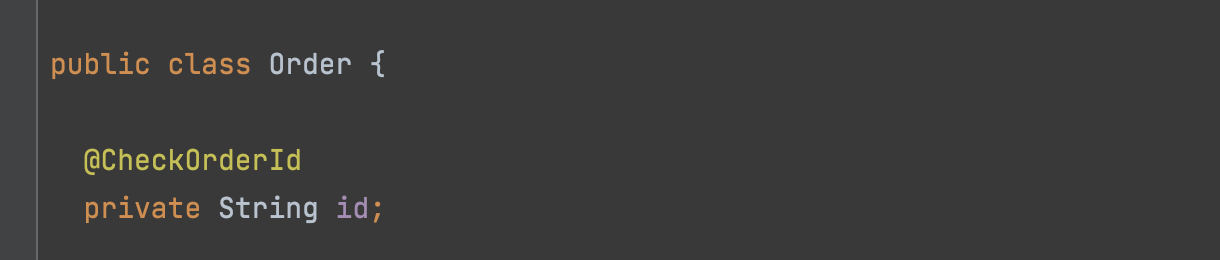 public class Order {
@CheckOrderId
private String id;